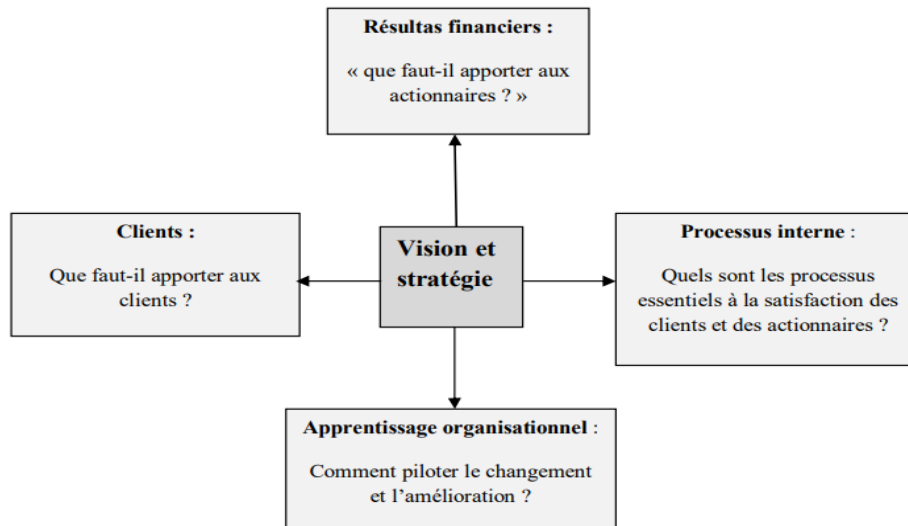 Résultas financiers :
« que faut-il apporter aux
actionnaires ? »
Clients :
Que faut-il apporter aux
clients ?
Vision et
stratégie
Processus interne :
Quels sont les processus
essentiels à la satisfaction des
clients et des actionnaires ?
Apprentissage organisationnel :
Comment piloter le changement
et l'amélioration ?